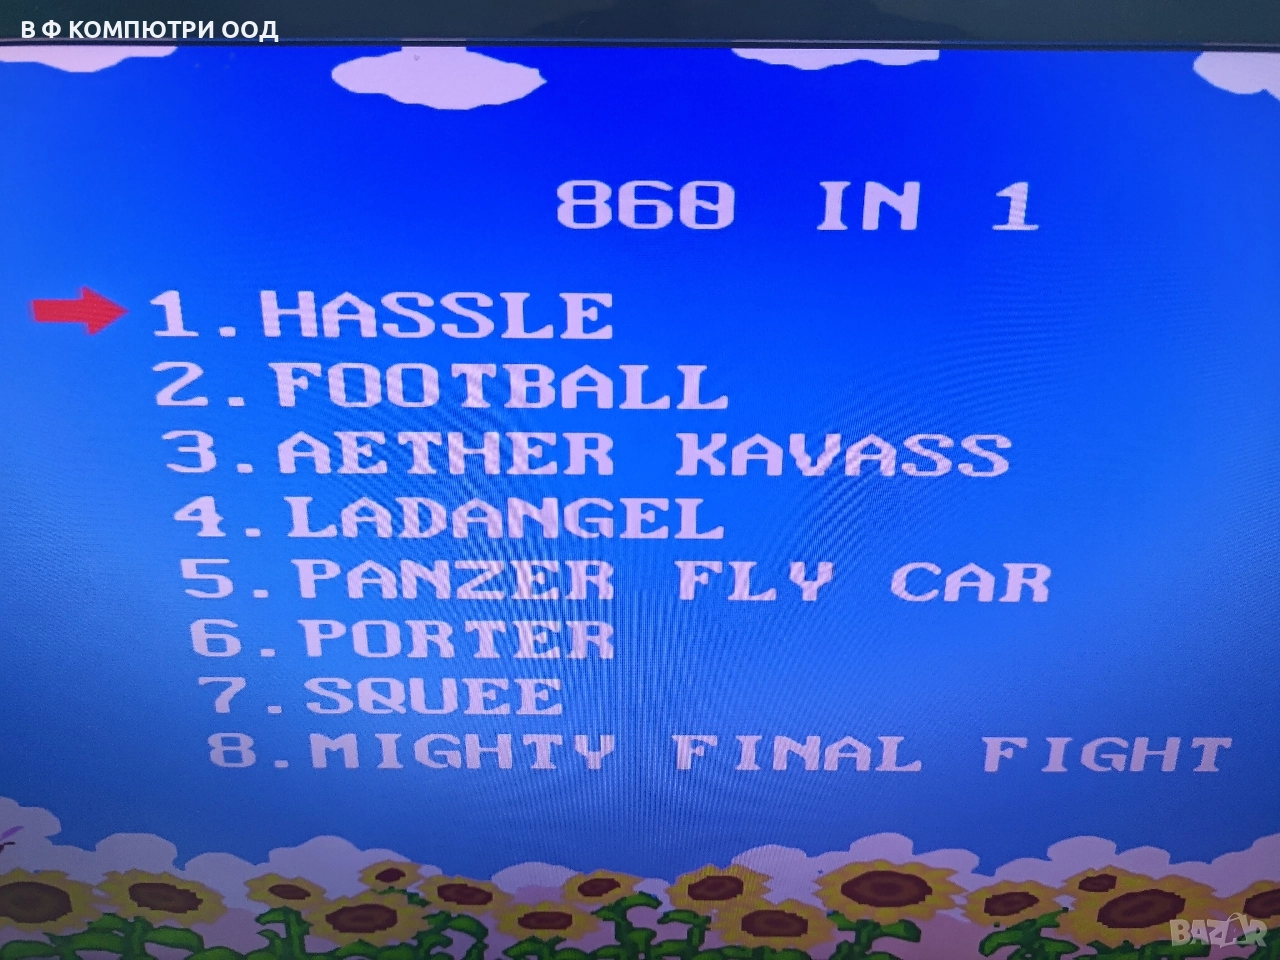 В Ф КОМПЮТРИ ООД
860 IN 1
1.HASSLE
2.FOOTBALL
3.AETHER KAVASS
4.LADANGEL
5.PANZER FLY CAR
6.PORTER
7.SQUEE
8.MIGHTY FINAL FIGHT
BAZAR